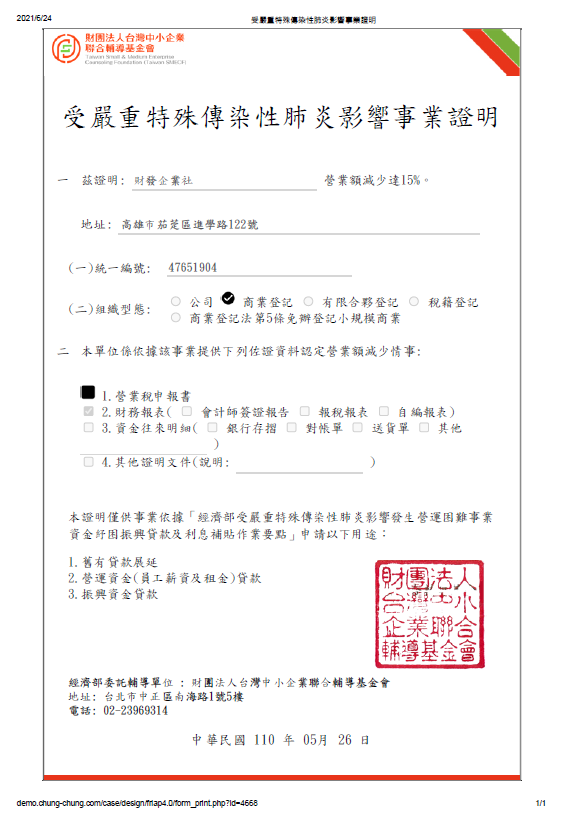 2021/6/24 受嚴重特殊傳染性肺炎影響事業證明
財團法人台灣中小企業
聯合輔導基金會
Taiwan Small & Medium Enterprise
Counseling Foundation (Taiwan SMECF)
受嚴重特殊傳染性肺炎影響事業證明
一 茲證明: 財發企業社 營業額減少達15%。
地址: 高雄市茄萣區進學路122號
(一)統一編號: 47651904
(二)組織型態: 公司 商業登記 有限合夥登記 稅籍登記
商業登記法第5條免辦登記小規模商業
二 本單位係依據該事業提供下列佐證資料認定營業額減少情事:
1.營業稅申報書
2.財務報表( 會計師簽證報告 報稅報表 自編報表)
3.資金往來明細( 銀行存摺 對帳單 送貨單 其他
)
4.其他證明文件(說明: )
本證明僅供事業依據「經濟部受嚴重特殊傳染性肺炎影響發生營運困難事業
資金紓困振興貸款及利息補貼作業要點」申請以下用途:
1.舊有貸款展延
2.營運資金(員工薪資及租金)貸款
3.振興資金貸款
財團法人
台灣中小
企業聯合
輔導基金會
經濟部委託輔導單位 : 財團法人台灣中小企業聯合輔導基金會
地址: 台北市中正區南海路1號5樓
電話: 02-23969314
中華民國 110 年 05月 26 日
demo.chung-chung.com/case/design/friap4.0/form_print.php?id=4668 1/1